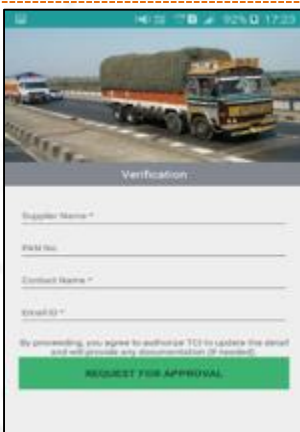 92% 17:23
Verification
Supplier Name *
PAN No.
Contact Name *
Email ID *
By proceeding, you agree to authorize TCI to update the detail
and will provide any documentation (if needed).
REQUEST FOR APPROVAL